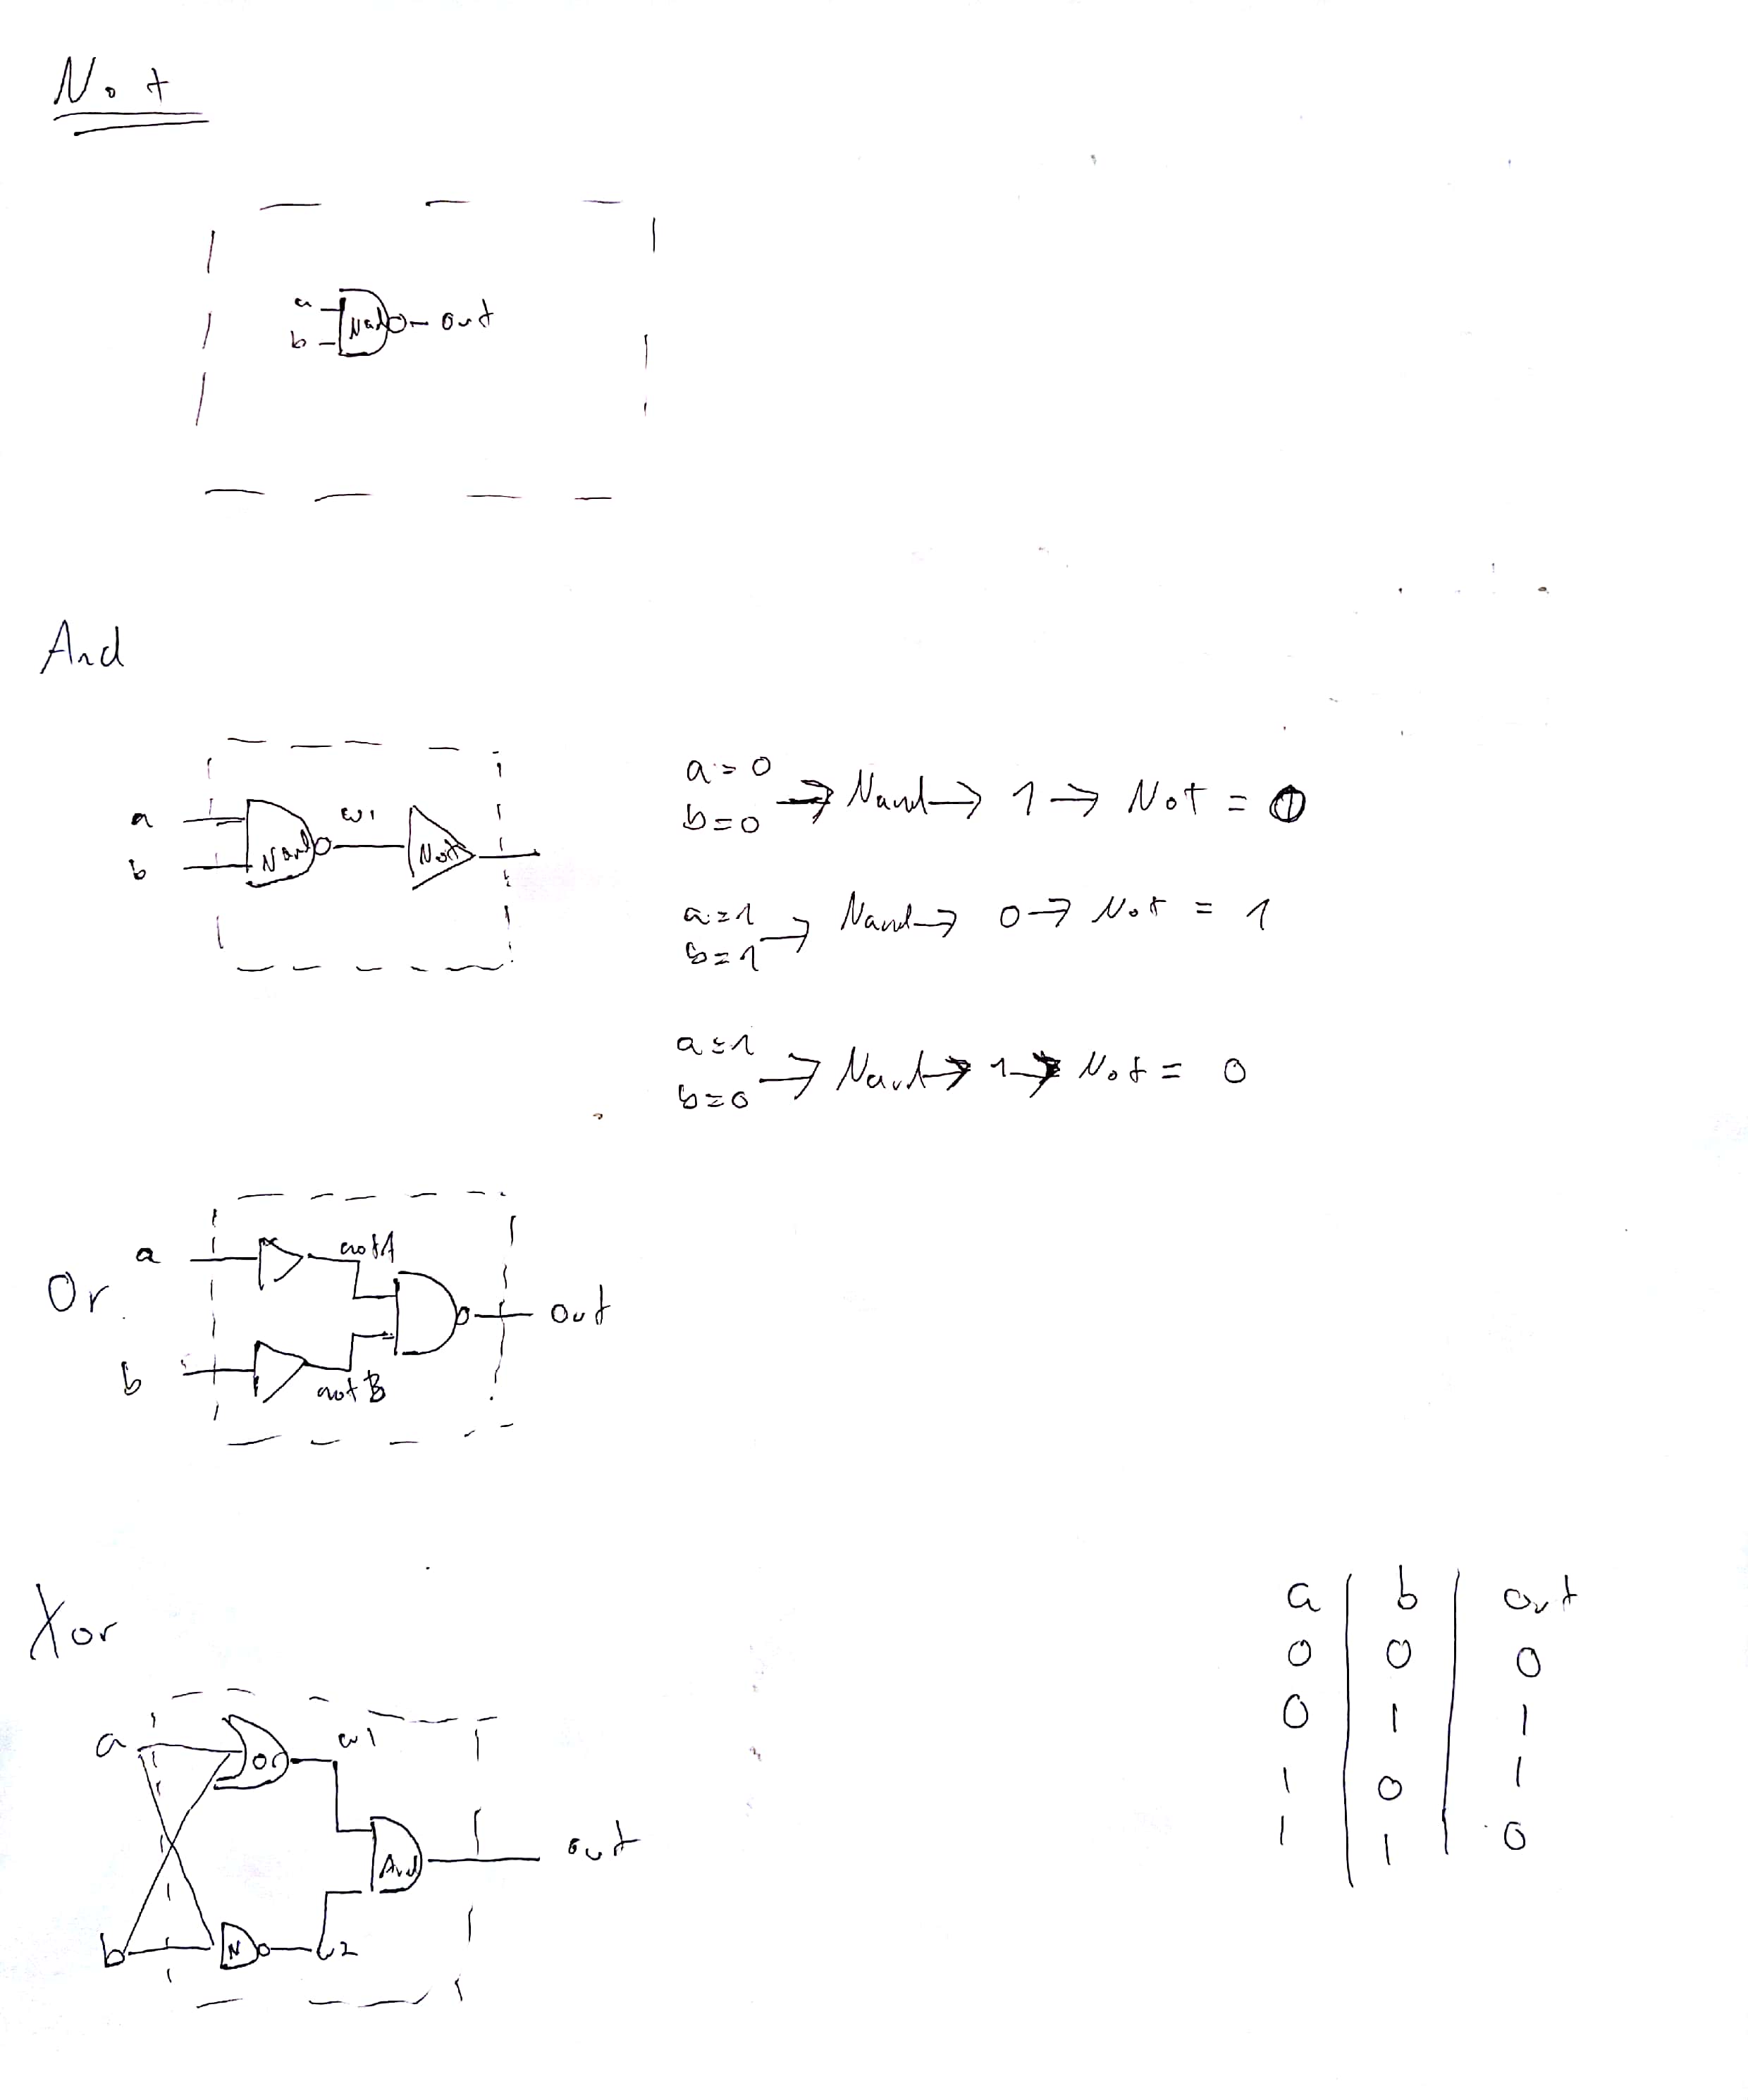 Not
a
Nand out
b
And
a = 0
→ Nand → 1 → Not = 0
b = 0
a w1
Nand Not
b
a = 1
→ Nand → 0 → Not = 1
b = 1
a = 1
→ Nand → 1 → Not = 0
b = 0
a notA
Or out
b notB
Xor
a b out
0 0 0
0 1 1
1 0 1
1 1 0
a Or w1
And out
b N w2